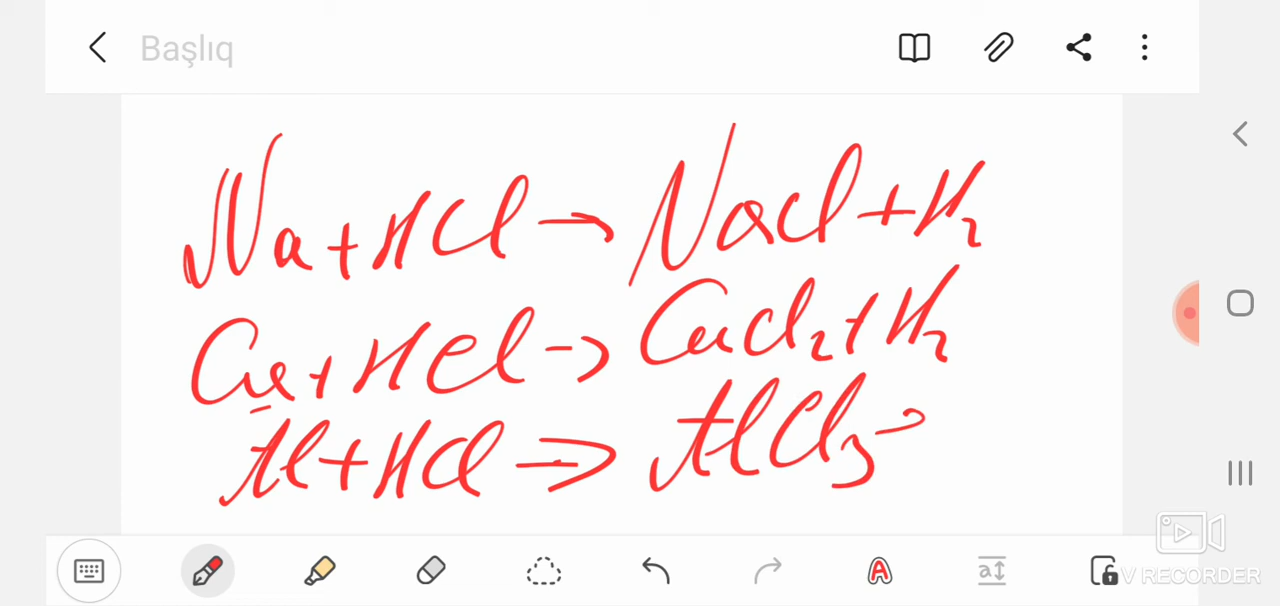 Başlıq
Na + HCl → NaCl + H₂
Ca + HCl → CaCl₂ + H₂
Al + HCl → AlCl₃
A
a
V RECORDER